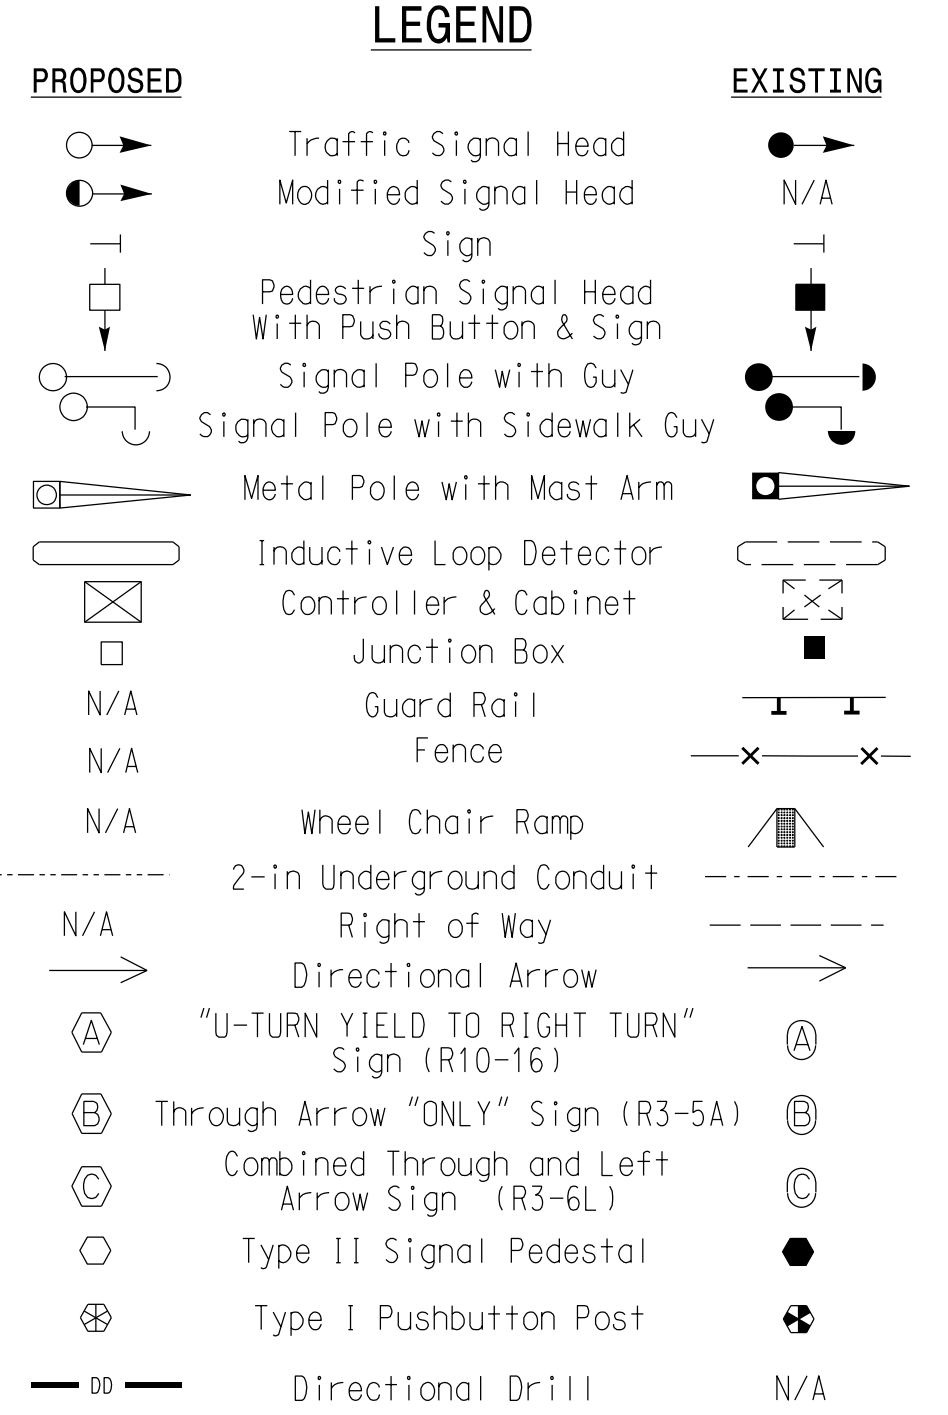 LEGEND
PROPOSED EXISTING
Traffic Signal Head
Modified Signal Head N/A
Sign
Pedestrian Signal Head
With Push Button & Sign
Signal Pole with Guy
Signal Pole with Sidewalk Guy
Metal Pole with Mast Arm
Inductive Loop Detector
Controller & Cabinet
Junction Box
N/A Guard Rail
N/A Fence
N/A Wheel Chair Ramp
2-in Underground Conduit
N/A Right of Way
Directional Arrow
A "U-TURN YIELD TO RIGHT TURN" A
Sign (R10-16)
B Through Arrow "ONLY" Sign (R3-5A) B
Combined Through and Left
C Arrow Sign (R3-6L) C
Type II Signal Pedestal
Type I Pushbutton Post
DD Directional Drill N/A